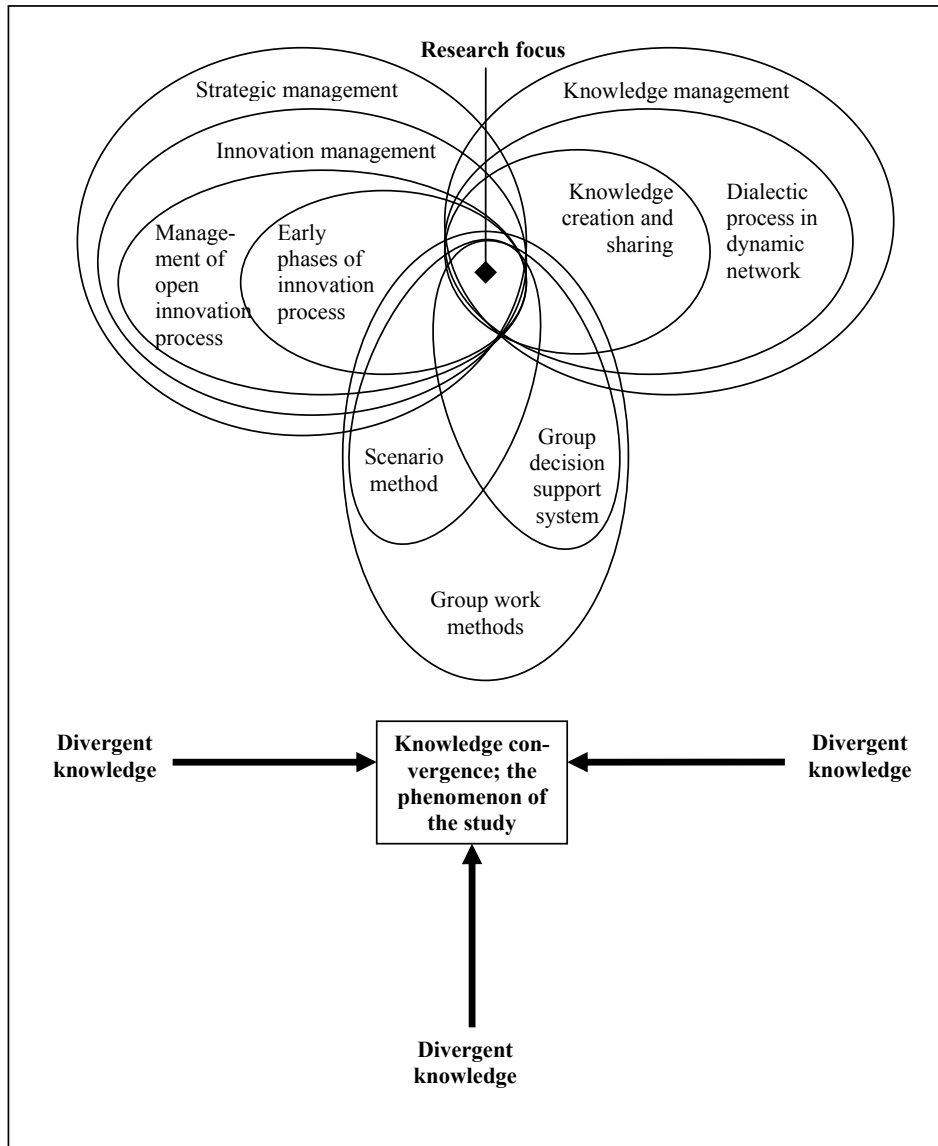 Research focus
Strategic management
Knowledge management
Innovation management
Manage-
ment of
open
innovation
process
Early
phases of
innovation
process
Knowledge
creation and
sharing
Dialectic
process in
dynamic
network
Scenario
method
Group
decision
support
system
Group work
methods
Divergent
knowledge
Knowledge con-
vergence; the
phenomenon of
the study
Divergent
knowledge
Divergent
knowledge